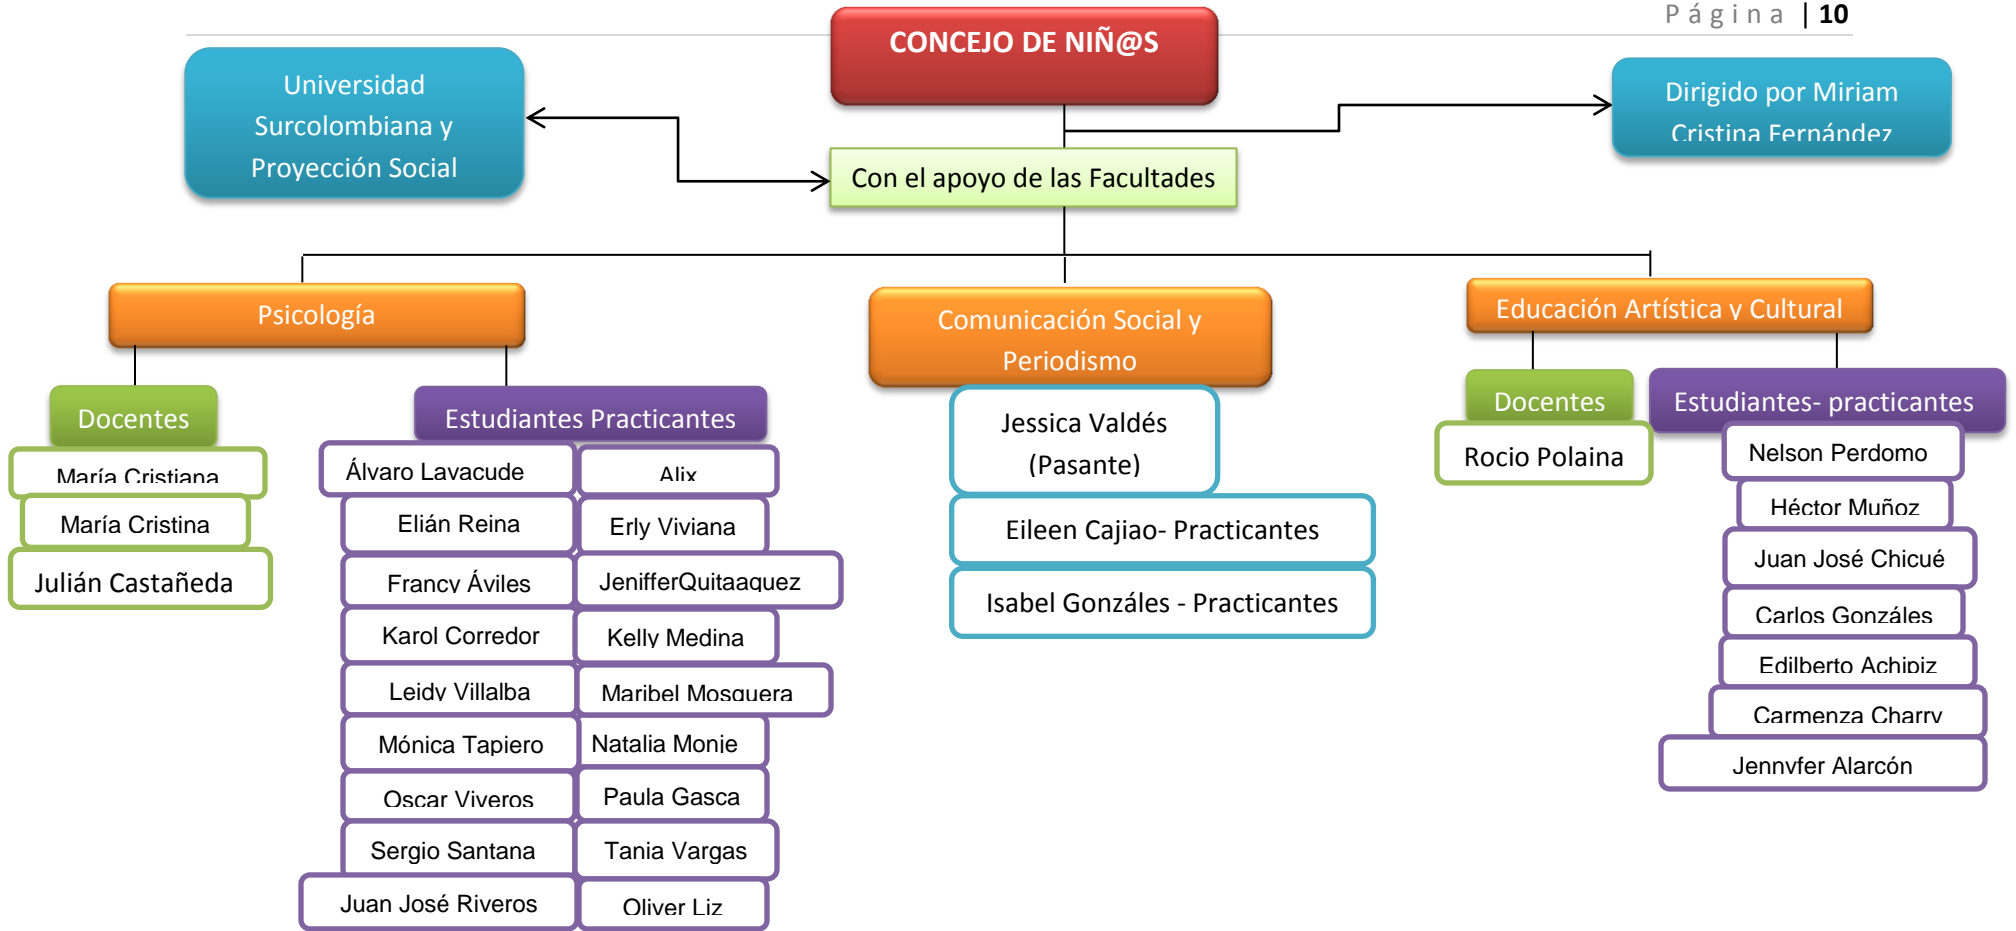 Página | 10
CONCEJO DE NIÑ@S
Universidad
Surcolombiana y
Proyección Social
Dirigido por Miriam
Cristina Fernández
Con el apoyo de las Facultades
Psicología
Comunicación Social y
Periodismo
Educación Artística y Cultural
Docentes
Estudiantes Practicantes
María Cristiana
María Cristina
Julián Castañeda
Álvaro Lavacude
Elián Reina
Francy Áviles
Karol Corredor
Leidy Villalba
Mónica Tapiero
Oscar Viveros
Sergio Santana
Juan José Riveros
Alix
Erly Viviana
JenifferQuitaaquez
Kelly Medina
Maribel Mosquera
Natalia Monje
Paula Gasca
Tania Vargas
Oliver Liz
Jessica Valdés
(Pasante)
Eileen Cajiao- Practicantes
Isabel Gonzáles - Practicantes
Docentes
Estudiantes- practicantes
Rocio Polaina
Nelson Perdomo
Héctor Muñoz
Juan José Chicué
Carlos Gonzáles
Edilberto Achipiz
Carmenza Charry
Jennyfer Alarcón